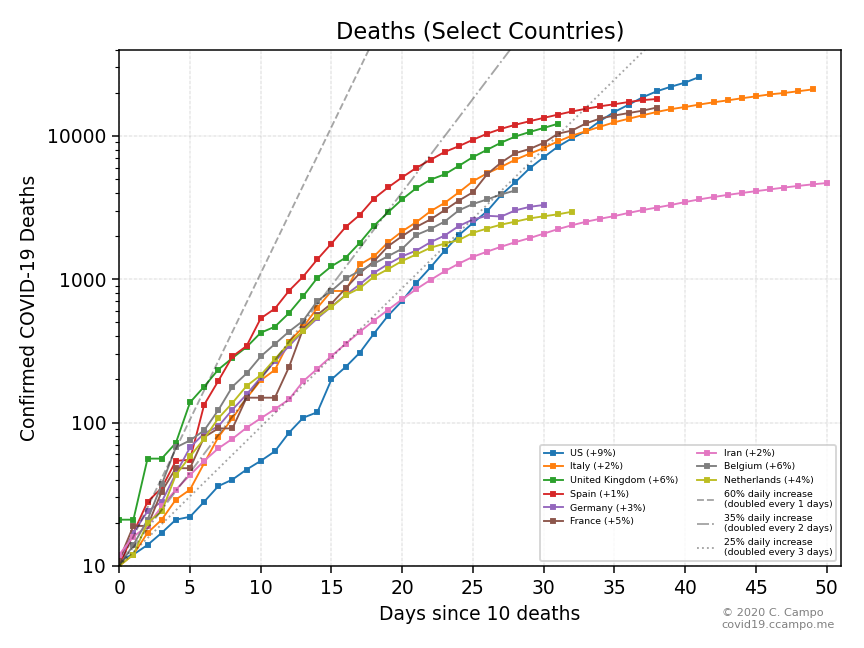 Deaths (Select Countries)
Confirmed COVID-19 Deaths
10000
1000
100
10
0 5 10 15 20 25 30 35 40 45 50
Days since 10 deaths
US (+9%)
Italy (+2%)
United Kingdom (+6%)
Spain (+1%)
Germany (+3%)
France (+5%)
Iran (+2%)
Belgium (+6%)
Netherlands (+4%)
60% daily increase
(doubled every 1 days)
35% daily increase
(doubled every 2 days)
25% daily increase
(doubled every 3 days)
© 2020 C. Campo
covid19.ccampo.me